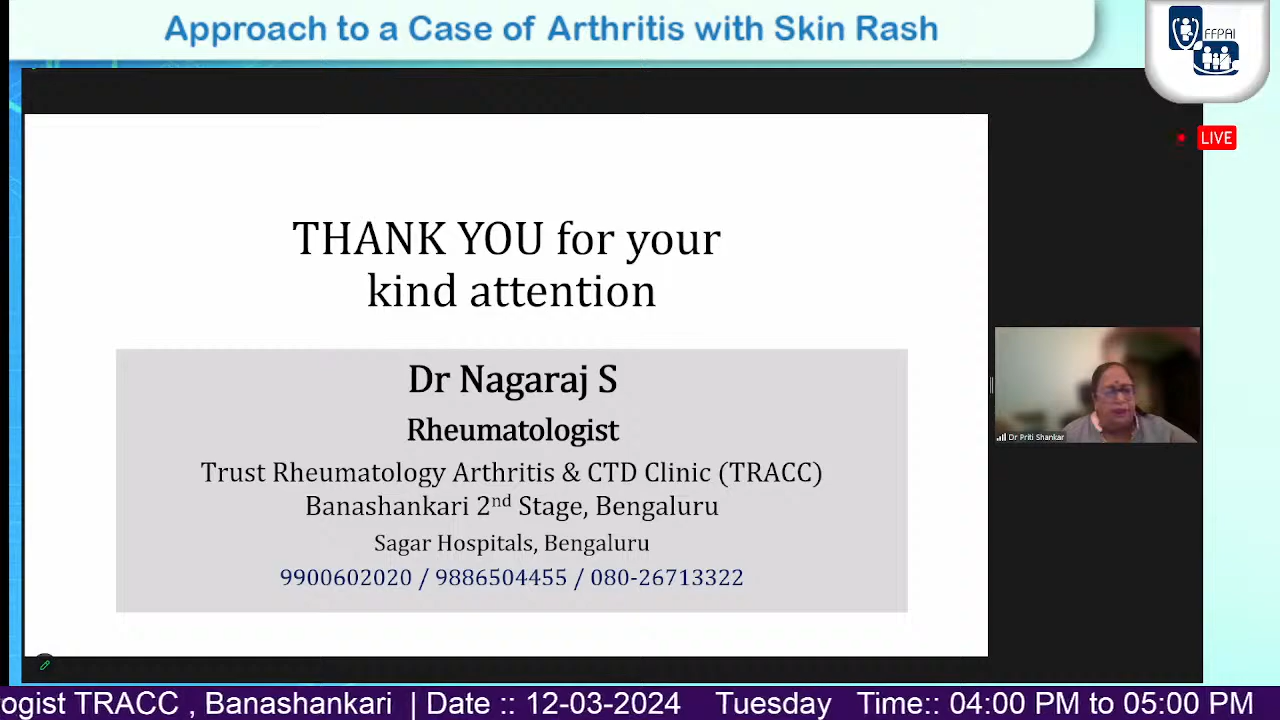 Approach to a Case of Arthritis with Skin Rash
FFPAI
LIVE
THANK YOU for your
kind attention
Dr Nagaraj S
Rheumatologist
Trust Rheumatology Arthritis & CTD Clinic (TRACC)
Banashankari 2nd Stage, Bengaluru
Sagar Hospitals, Bengaluru
9900602020 / 9886504455 / 080-26713322
Dr Priti Shankar
ogist TRACC , Banashankari | Date :: 12-03-2024 Tuesday Time:: 04:00 PM to 05:00 PM